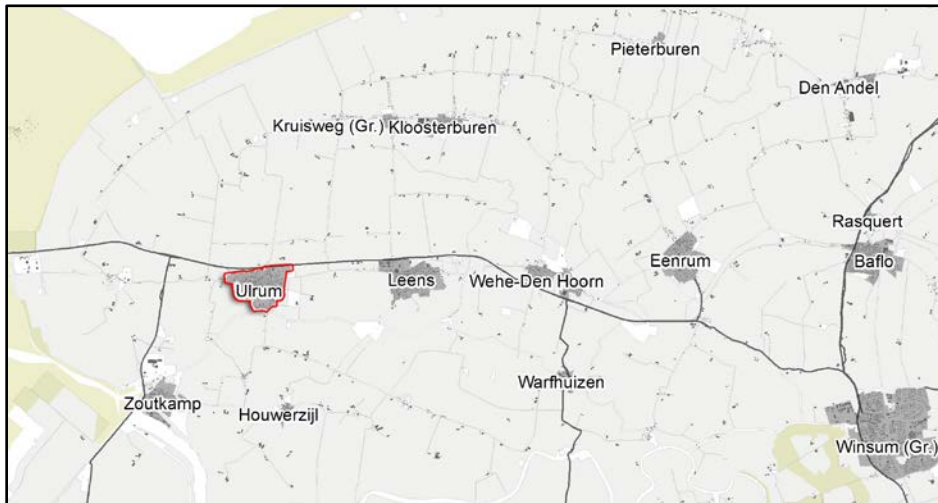 Pieterburen
Den Andel
Kruisweg (Gr.) Kloosterburen
Rasquert
Baflo
Eenrum
Wehe-Den Hoorn
Leens
Ulrum
Warfhuizen
Zoutkamp
Houwerzijl
Winsum (Gr.)